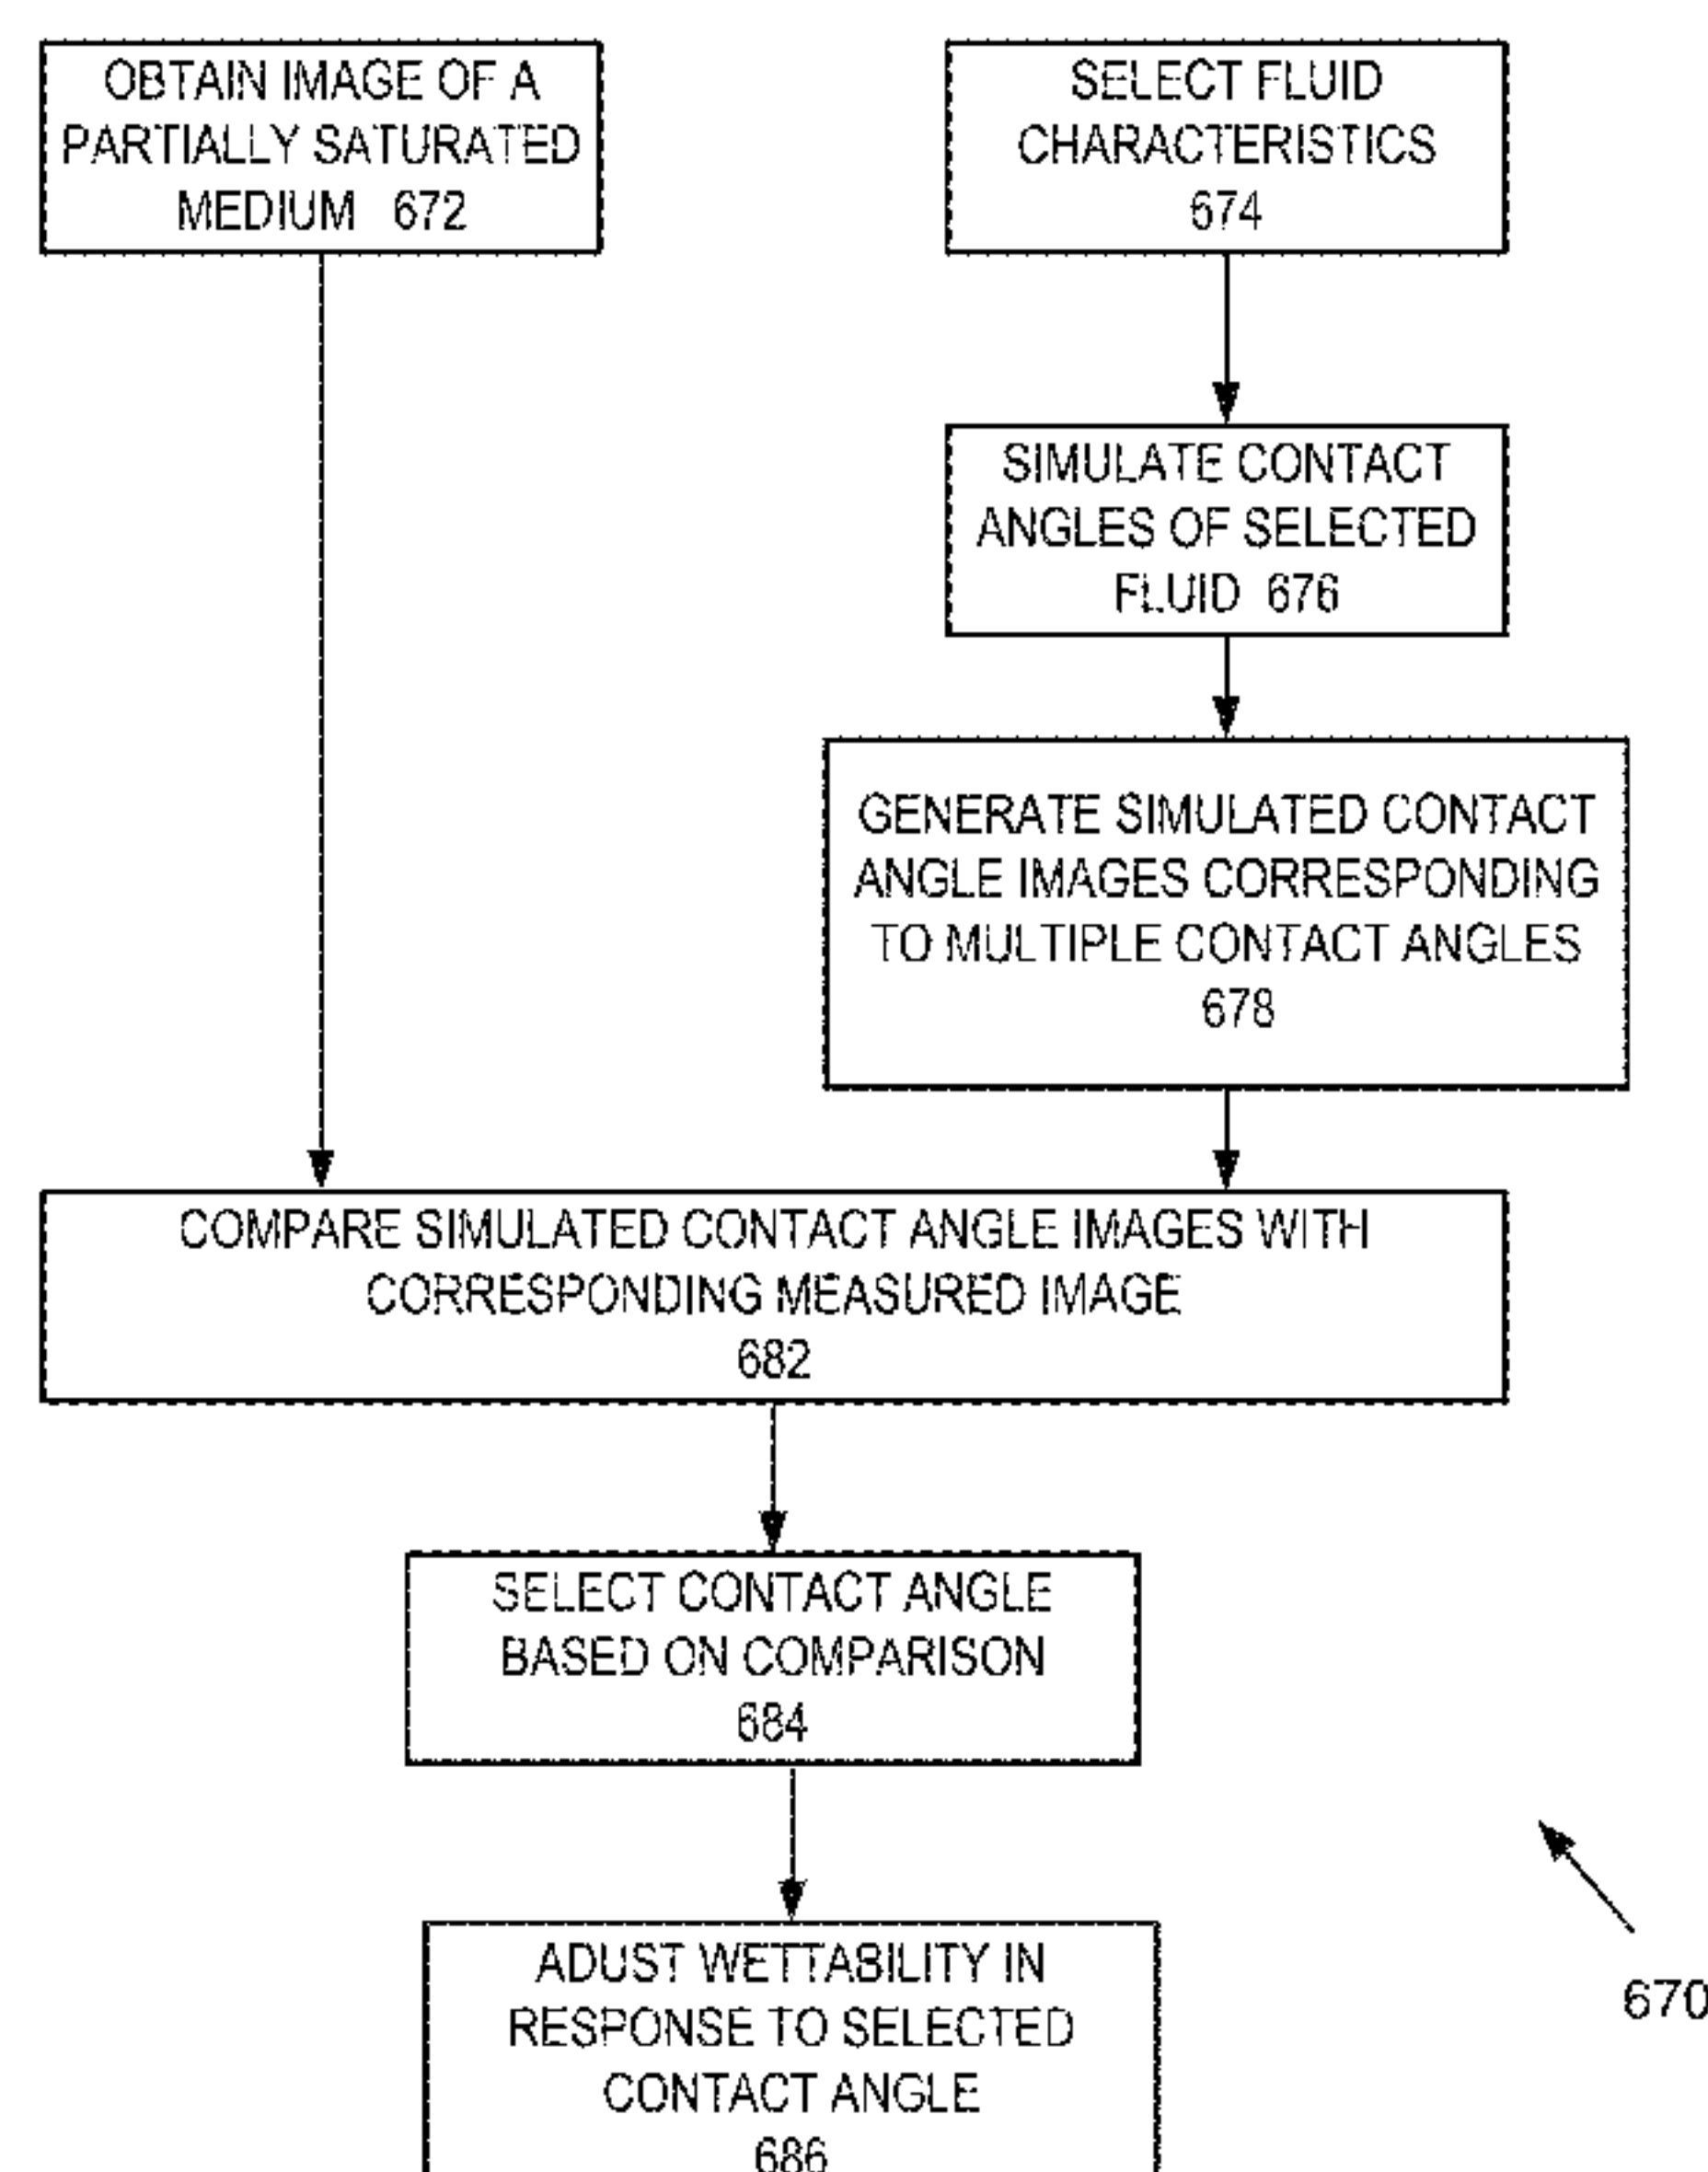 OBTAIN IMAGE OF A
PARTIALLY SATURATED
MEDIUM 672
SELECT FLUID
CHARACTERISTICS
674
SIMULATE CONTACT
ANGLES OF SELECTED
FLUID 676
GENERATE SIMULATED CONTACT
ANGLE IMAGES CORRESPONDING
TO MULTIPLE CONTACT ANGLES
678
COMPARE SIMULATED CONTACT ANGLE IMAGES WITH
CORRESPONDING MEASURED IMAGE
682
SELECT CONTACT ANGLE
BASED ON COMPARISON
684
ADUST WETTABILITY IN
RESPONSE TO SELECTED
CONTACT ANGLE
686
670